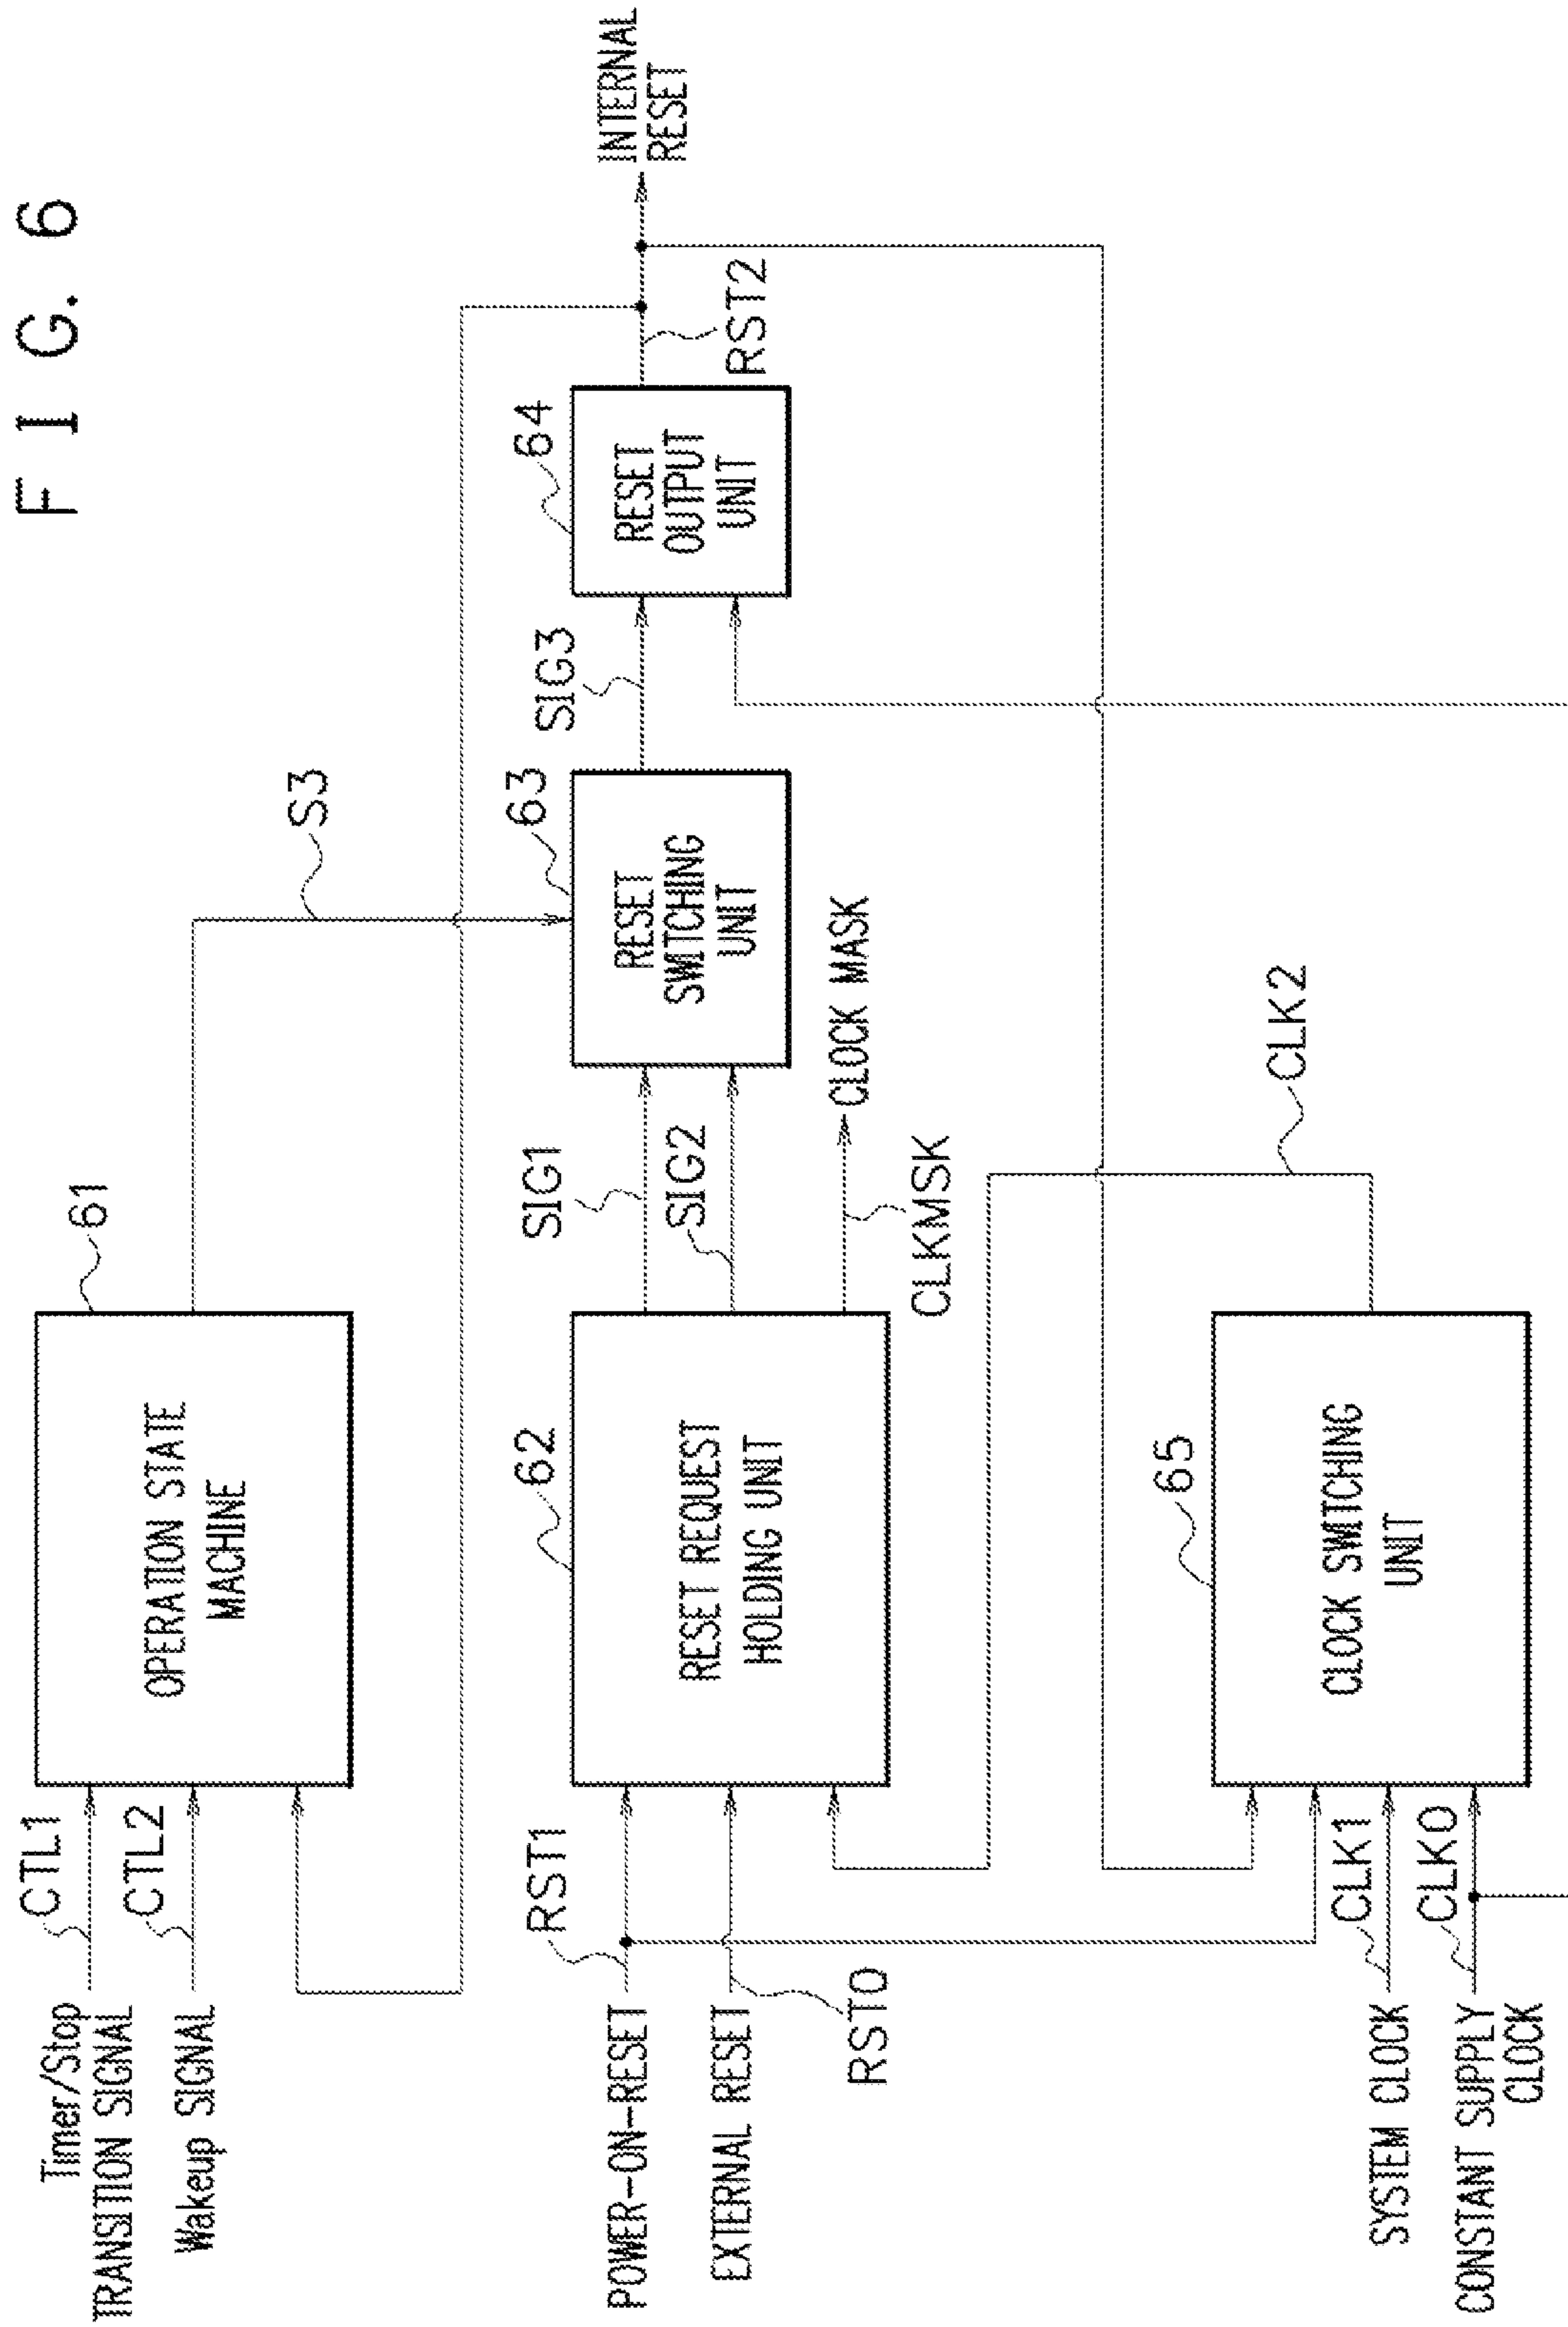 F I G. 6
Timer/Stop
TRANSITION SIGNAL
CTL1
Wakeup SIGNAL
CTL2
OPERATION STATE
MACHINE
61
S3
POWER-ON-RESET
RST1
EXTERNAL RESET
RST0
RESET REQUEST
HOLDING UNIT
62
SIG1
SIG2
CLKMSK
CLOCK MASK
RESET
SWITCHING
UNIT
63
SIG3
RESET
OUTPUT
UNIT
64
RST2
INTERNAL
RESET
SYSTEM CLOCK
CLK1
CONSTANT SUPPLY
CLOCK
CLK0
CLOCK SWITCHING
UNIT
65
CLK2